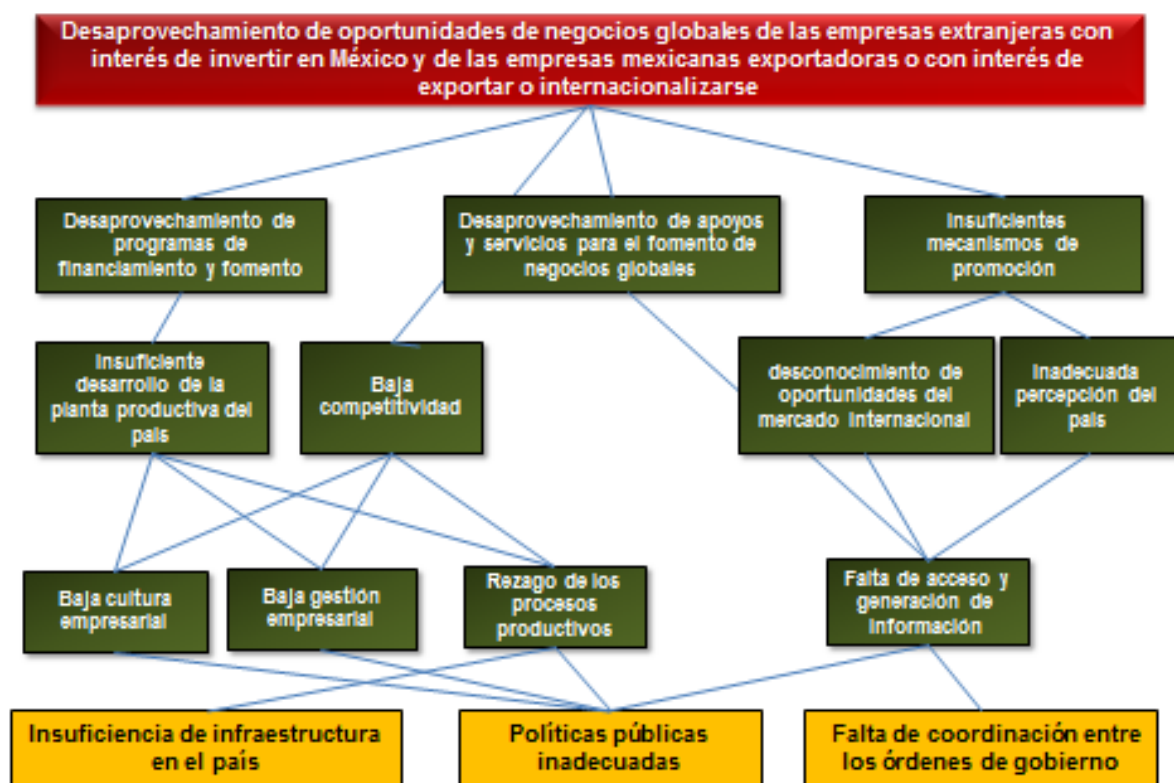 Desaprovechamiento de oportunidades de negocios globales de las empresas extranjeras con
interés de invertir en México y de las empresas mexicanas exportadoras o con interés de
exportar o internacionalizarse
Desaprovechamiento de
programas de
financiamiento y fomento
Desaprovechamiento de apoyos
y servicios para el fomento de
negocios globales
Insuficientes
mecanismos de
promoción
Insuficiente
desarrollo de la
planta productiva del
país
Baja
competitividad
desconocimiento de
oportunidades del
mercado internacional
Inadecuada
percepción del
país
Baja cultura
empresarial
Baja gestión
empresarial
Rezago de los
procesos
productivos
Falta de acceso y
generación de
información
Insuficiencia de infraestructura
en el país
Políticas públicas
inadecuadas
Falta de coordinación entre
los órdenes de gobierno